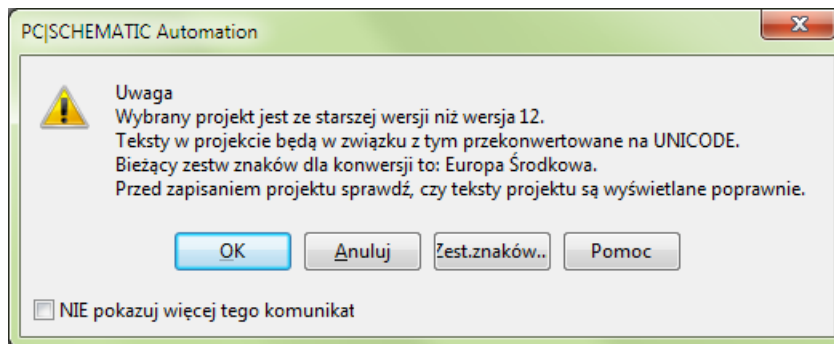 PC|SCHEMATIC Automation
Uwaga
Wybrany projekt jest ze starszej wersji niż wersja 12.
Teksty w projekcie będą w związku z tym przekonwertowane na UNICODE.
Bieżący zestw znaków dla konwersji to: Europa Środkowa.
Przed zapisaniem projektu sprawdź, czy teksty projektu są wyświetlane poprawnie.
OK Anuluj Zest.znaków.. Pomoc
NIE pokazuj więcej tego komunikat